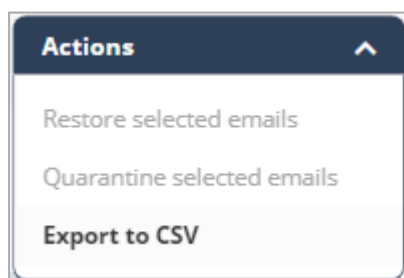 Actions
Restore selected emails
Quarantine selected emails
Export to CSV